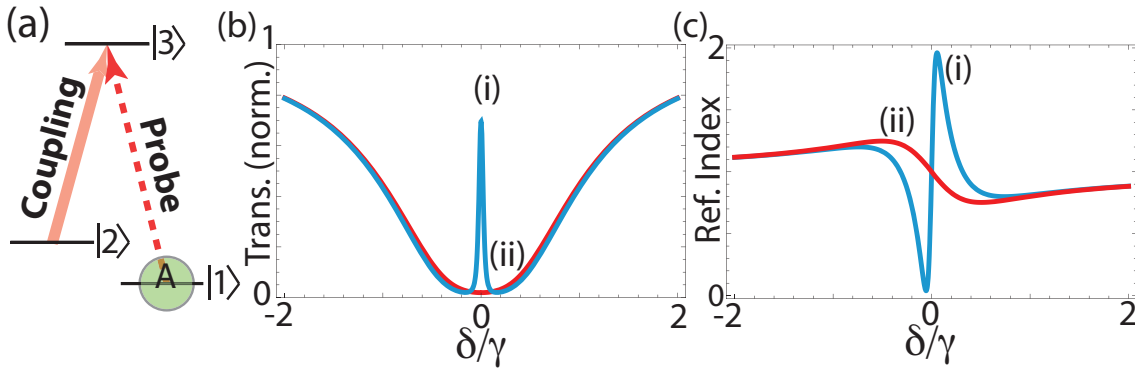 (a)
|3⟩
Coupling
Probe
|2⟩
A
|1⟩
(b)
1
Trans. (norm.)
0
(i)
(ii)
-2
0
2
δ/γ
(c)
2
Ref. Index
0
(i)
(ii)
-2
0
2
δ/γ